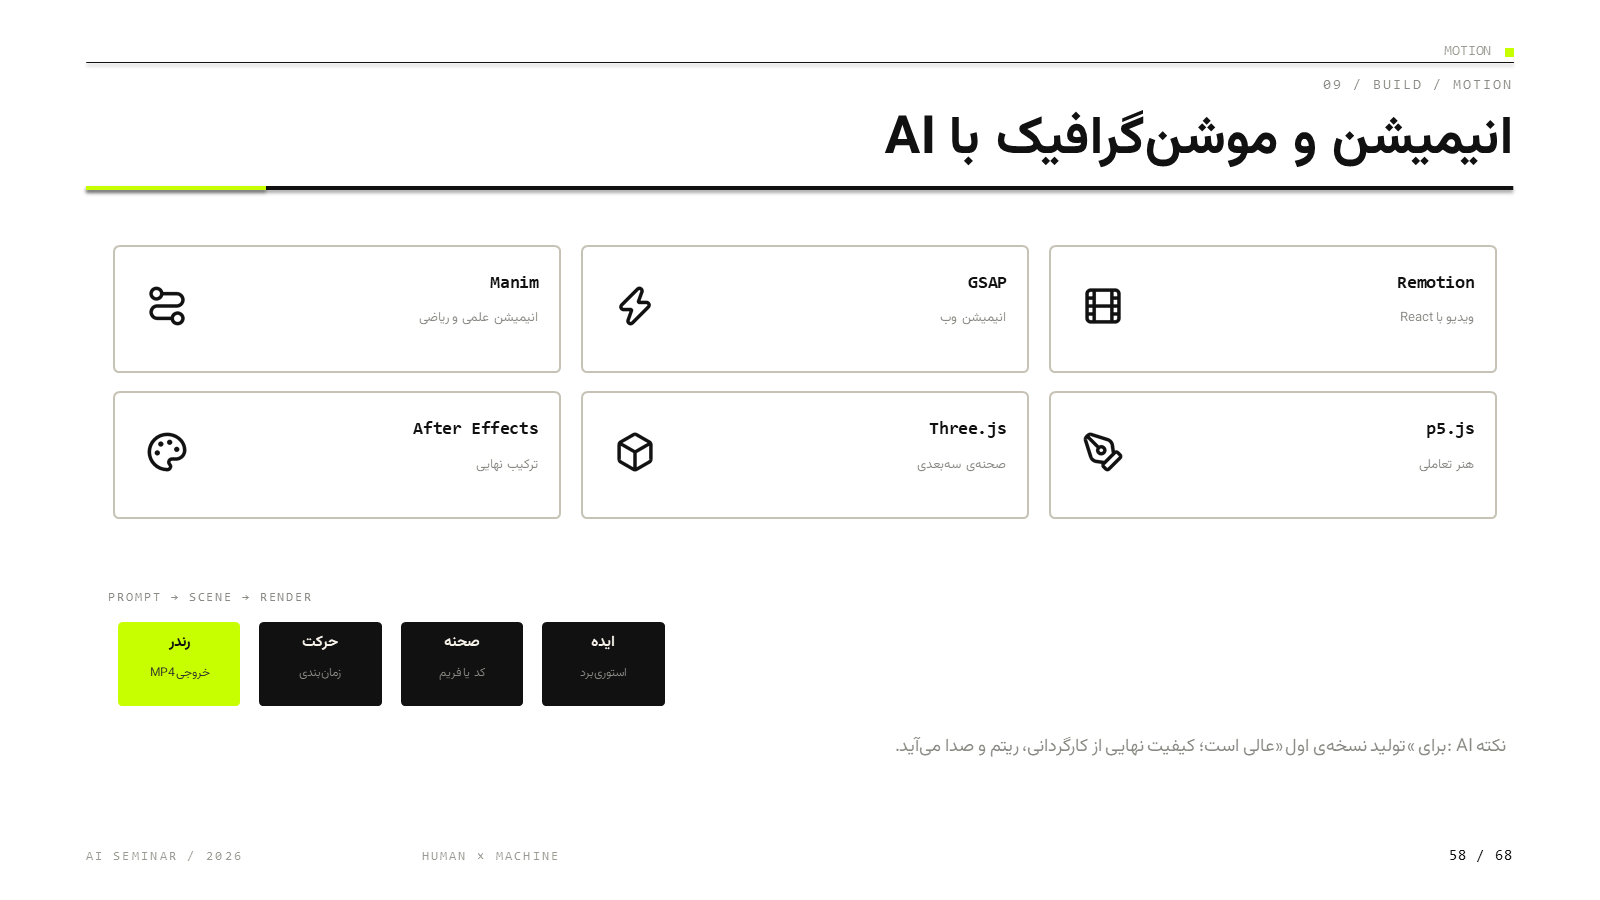 MOTION
09 / BUILD / MOTION
انیمیشن و موشن‌گرافیک با AI
Remotion
ویدیو با React
GSAP
انیمیشن وب
Manim
انیمیشن علمی و ریاضی
p5.js
هنر تعاملی
Three.js
صحنه‌ی سه‌بعدی
After Effects
ترکیب نهایی
PROMPT → SCENE → RENDER
ایده
استوری‌برد
صحنه
کد یا فریم
حرکت
زمان‌بندی
رندر
خروجی MP4
نکته AI :برای «تولید نسخه‌ی اول» عالی است؛ کیفیت نهایی از کارگردانی، ریتم و صدا می‌آید.
AI SEMINAR / 2026
HUMAN × MACHINE
58 / 68